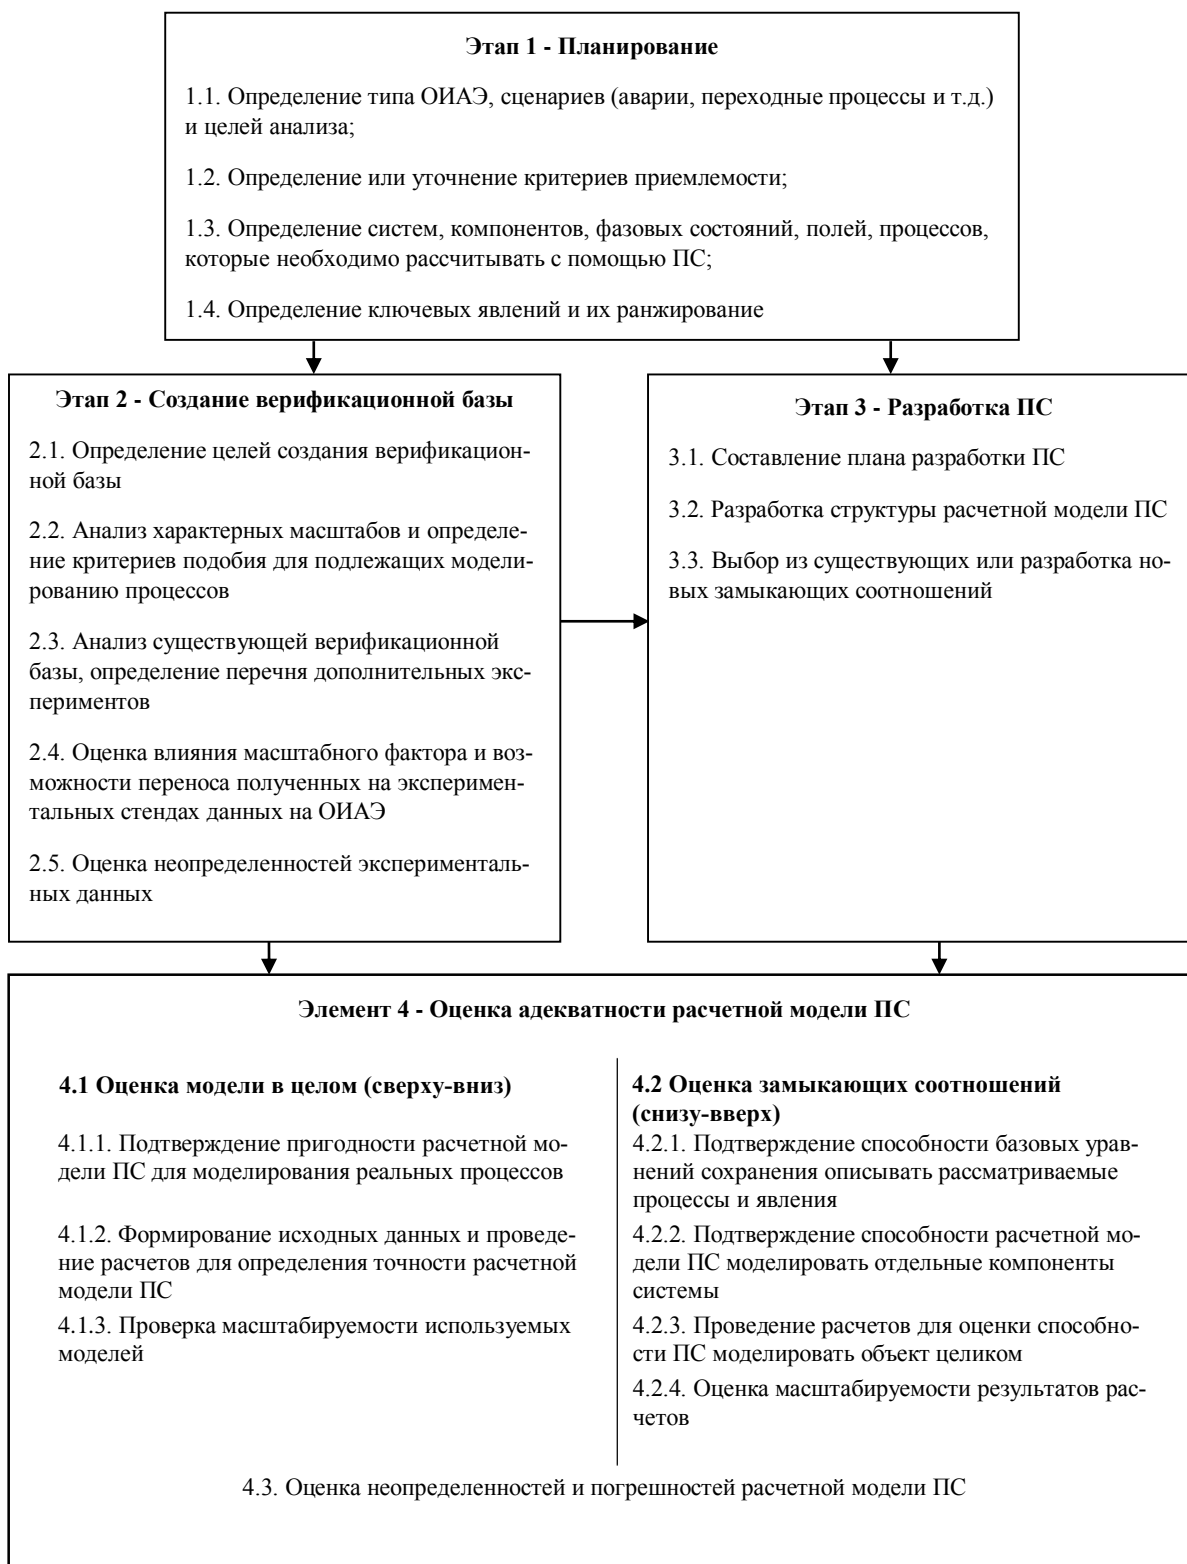 Этап 1 - Планирование
1.1. Определение типа ОИАЭ, сценариев (аварии, переходные процессы и т.д.)
и целей анализа;
1.2. Определение или уточнение критериев приемлемости;
1.3. Определение систем, компонентов, фазовых состояний, полей, процессов,
которые необходимо рассчитывать с помощью ПС;
1.4. Определение ключевых явлений и их ранжирование
Этап 2 - Создание верификационной базы
2.1. Определение целей создания верификацион-
ной базы
2.2. Анализ характерных масштабов и определе-
ние критериев подобия для подлежащих модели-
рованию процессов
2.3. Анализ существующей верификационной
базы, определение перечня дополнительных экс-
периментов
2.4. Оценка влияния масштабного фактора и воз-
можности переноса полученных на эксперимен-
тальных стендах данных на ОИАЭ
2.5. Оценка неопределенностей эксперименталь-
ных данных
Этап 3 - Разработка ПС
3.1. Составление плана разработки ПС
3.2. Разработка структуры расчетной модели ПС
3.3. Выбор из существующих или разработка но-
вых замыкающих соотношений
Элемент 4 - Оценка адекватности расчетной модели ПС
4.1 Оценка модели в целом (сверху-вниз)
4.1.1. Подтверждение пригодности расчетной мо-
дели ПС для моделирования реальных процессов
4.1.2. Формирование исходных данных и проведе-
ние расчетов для определения точности расчетной
модели ПС
4.1.3. Проверка масштабируемости используемых
моделей
4.2 Оценка замыкающих соотношений
(снизу-вверх)
4.2.1. Подтверждение способности базовых урав-
нений сохранения описывать рассматриваемые
процессы и явления
4.2.2. Подтверждение способности расчетной мо-
дели ПС моделировать отдельные компоненты
системы
4.2.3. Проведение расчетов для оценки способно-
сти ПС моделировать объект целиком
4.2.4. Оценка масштабируемости результатов рас-
четов
4.3. Оценка неопределенностей и погрешностей расчетной модели ПС